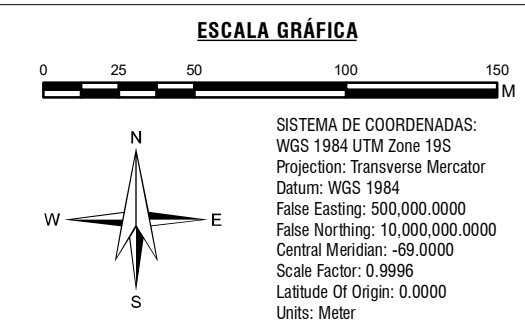 ESCALA GRÁFICA
0 25 50 100 150
M
N
W E
S
SISTEMA DE COORDENADAS:
WGS 1984 UTM Zone 19S
Projection: Transverse Mercator
Datum: WGS 1984
False Easting: 500,000.0000
False Northing: 10,000,000.0000
Central Meridian: -69.0000
Scale Factor: 0.9996
Latitude Of Origin: 0.0000
Units: Meter